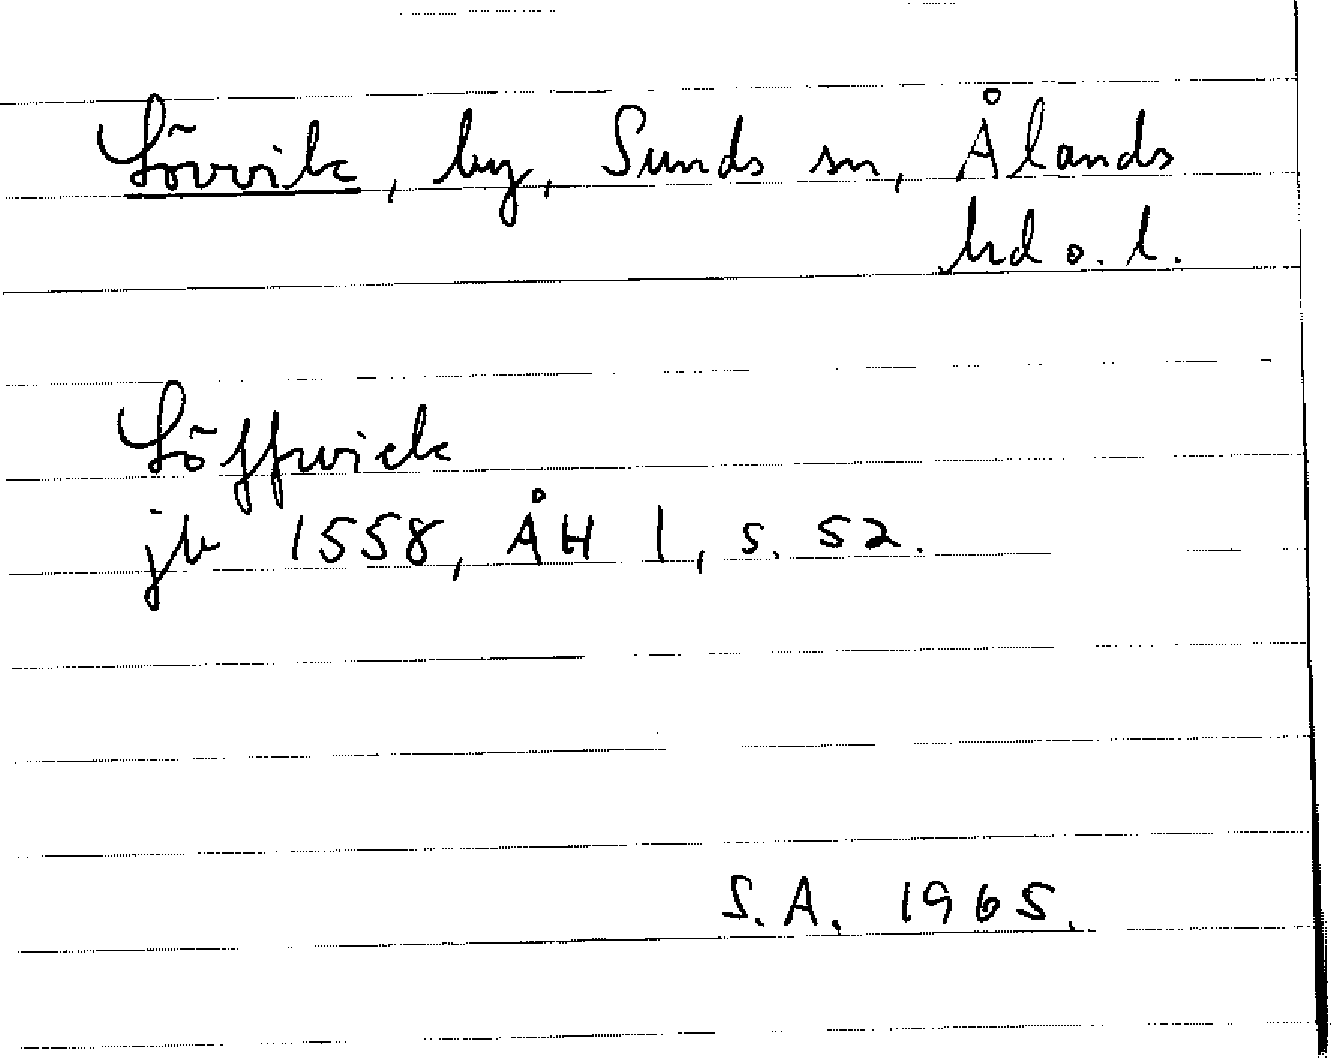 Lövvik, by, Sunds sn, Ålands
hd o. l.
Löffwick
jb 1558, ÅH 1, s. 52.
S.A. 1965.